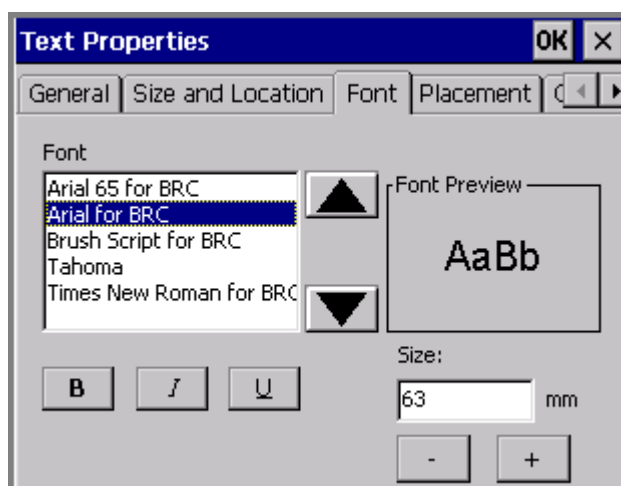 Text Properties OK ×
General Size and Location Font Placement
Font
Arial 65 for BRC
Arial for BRC
Brush Script for BRC
Tahoma
Times New Roman for BRC
Font Preview
AaBb
Size:
B I U
63 mm
- +